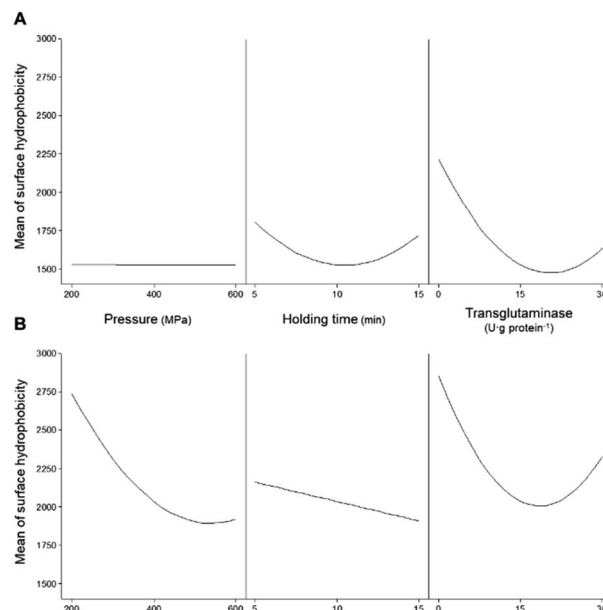 A
Mean of surface hydrophobicity
3000
2750
2500
2250
2000
1750
1500
200 400 600 5 10 15 0 15 30
Pressure (MPa) Holding time (min) Transglutaminase
(U·g protein⁻¹)
B
Mean of surface hydrophobicity
3000
2750
2500
2250
2000
1750
1500
200 400 600 5 10 15 0 15 30